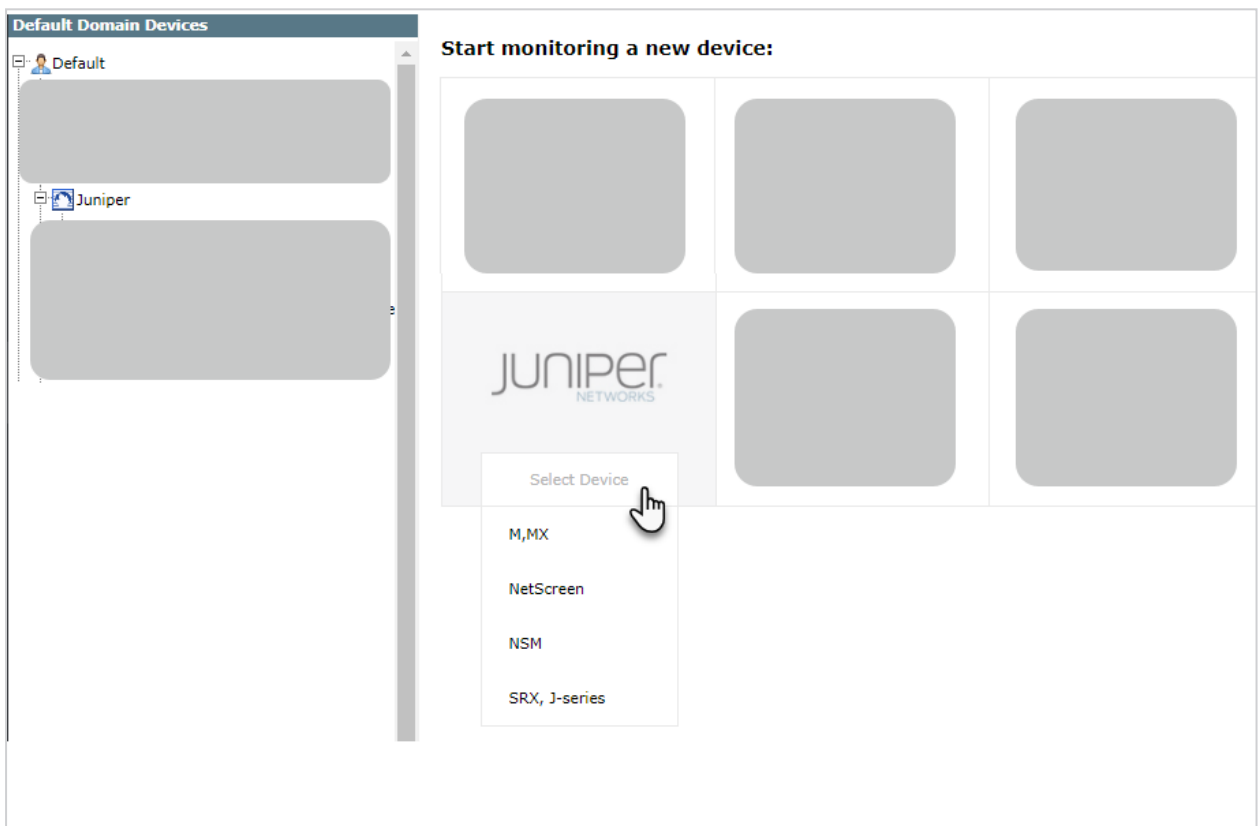 Default Domain Devices
Default
Juniper
e
Start monitoring a new device:
JUNIPEr
NETWORKS
Select Device
M,MX
NetScreen
NSM
SRX, J-series